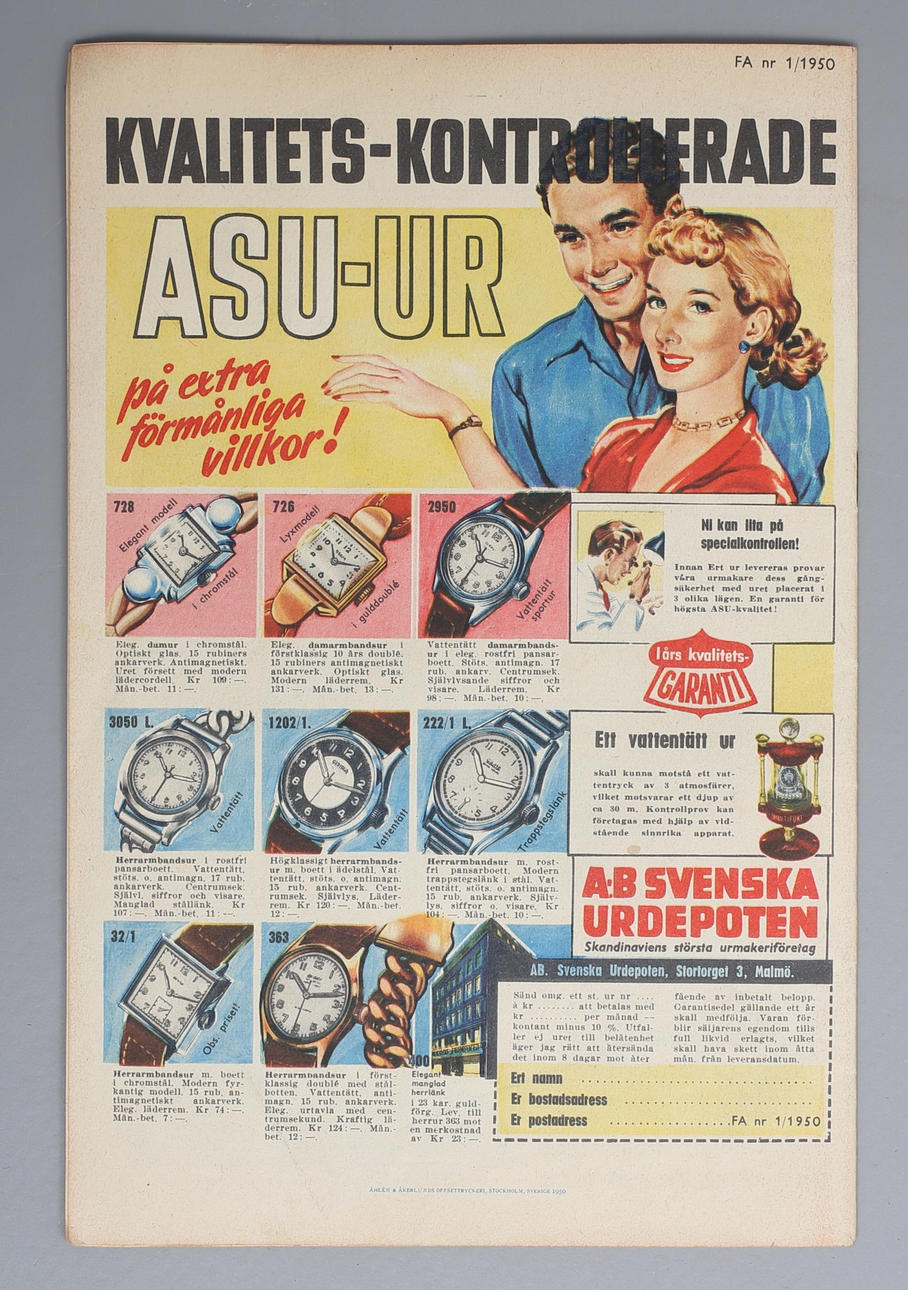 FA nr 1/1950
KVALITETS-KONTROLLERADE
ASU-UR
på extra
förmånliga
villkor!
728
Elegant modell
i chromstål
Eleg. damur i chromstål.
Optiskt glas. 15 rubiners
ankarverk. Antimagnetiskt.
Uret försett med modern
lädercordell Kr 109:—.
Mån.-bet. 11:—.
726
Lyxmodell
i gulddoublé
Eleg. damarmbandsur i
förstklassig 10 års doublé.
15 rubiners antimagnetiskt
ankarverk. Optiskt glas.
Modern läderrem. Kr
131:—. Mån.-bet. 13:—.
2950
Vattentätt
sportur
Vattentätt damarmbands-
ur i eleg. rostfri pansar-
boett. Stöts. antimagn. 17
rub. ankarv. Centrumsek.
Självlysande siffror och
visare. Läderrem. Kr
98:—. Mån.-bet. 10:—.
Ni kan lita på
specialkontrollen!
Innan Ert ur levereras provar
våra urmakare dess gång-
säkerhet med uret placerat i
3 olika lägen. En garanti för
högsta ASU-kvalitet!
1 års kvalitets-
GARANTI
3050 L.
Vattentätt
Herrarmbandsur i rostfri
pansarboett. Vattentätt,
stöts. o. antimagn. 17 rub.
ankarverk. Centrumsek.
Självl. siffror och visare.
Manglad stållänk. Kr
107:—. Mån.-bet. 11:—.
1202/1.
Vattentätt
Högklassigt herrarmbands-
ur m. boett i ädelstål. Vat-
tentätt, stöts. o. antimagn.
15 rub. ankarverk. Cent-
rumsek. Självlys. Läder-
rem. Kr 120:—. Mån.-bet.
12:—.
222/1 L.
Trappstegslänk
Herrarmbandsur m. rost-
fri pansarboett. Modern
trappstegslänk i stål. Vat-
tentätt, stöts. o. antimagn.
15 rub. ankarverk. Själv-
lys. siffror o. visare. Kr
104:—. Mån.-bet. 10:—.
Ett vattentätt ur
skall kunna motstå ett vat-
tentryck av 3 atmosfärer,
vilket motsvarar ett djup av
ca 30 m. Kontrollprov kan
företagas med hjälp av vid-
stående sinnrika apparat.
A·B SVENSKA
URDEPOTEN
Skandinaviens största urmakeriföretag
32/1
Obs. priset!
Herrarmbandsur m. boett
i chromstål. Modern fyr-
kantig modell. 15 rub. an-
timagnetiskt ankarverk.
Eleg. läderrem. Kr 74:—.
Mån.-bet. 7:—.
363
Herrarmbandsur i först-
klassig doublé med stål-
botten. Vattentätt, anti-
magn. 15 rub. ankarverk.
Eleg. urtavla med cen-
trumsekund. Kraftig lä-
derrem. Kr 124:—. Mån.-
bet. 12:—.
400
Elegant
manglad
herrlänk
i 23 kar. guld-
förg. Lev. till
herrur 363 mot
en merkostnad
av Kr 23:—.
AB. Svenska Urdepoten, Stortorget 3, Malmö.
Sänd omg. ett st. ur nr ....
à kr ........ att betalas med
kr ........ per månad —
kontant minus 10 %. Utfal-
ler ej uret till belåtenhet
äger jag rätt att återsända
det inom 8 dagar mot åter
fående av inbetalt belopp.
Garantisedel gällande ett år
skall medfölja. Varan för-
blir säljarens egendom tills
full likvid erlagts, vilket
skall hava skett inom åtta
mån. från leveransdatum.
Ert namn ........................
Er bostadsadress ........................
Er postadress .................. FA nr 1/1950
ÅHLÉN & ÅKERLUNDS OFFSETTRYCKERI, STOCKHOLM, SVERIGE 1950